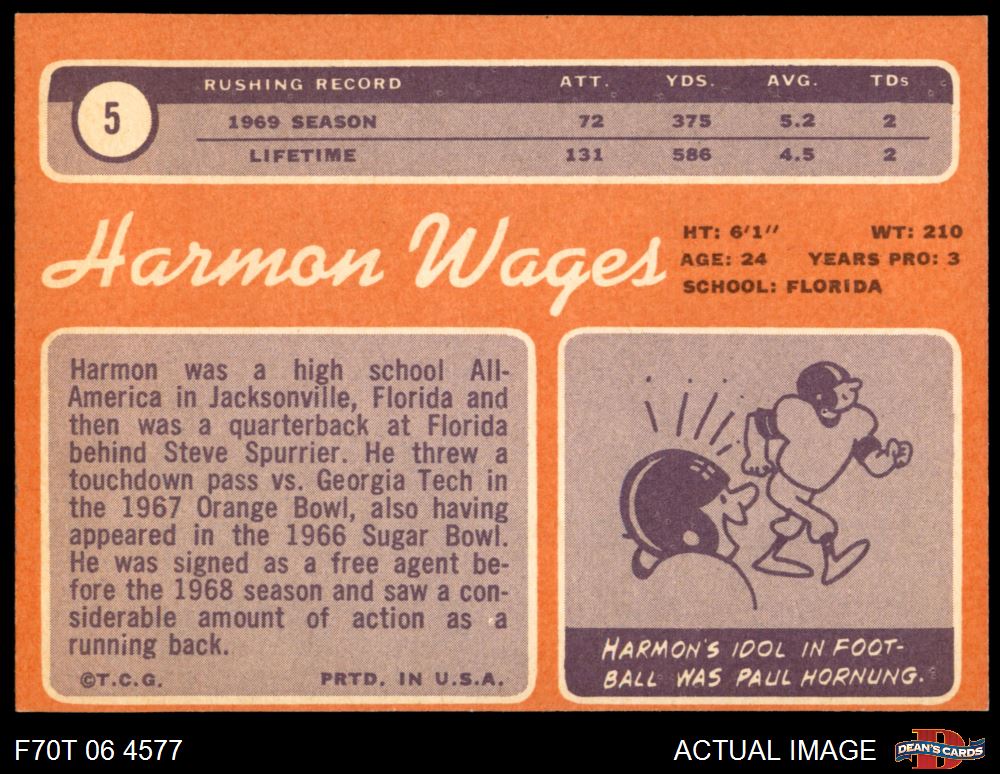 5
RUSHING RECORD ATT. YDS. AVG. TDs
1969 SEASON 72 375 5.2 2
LIFETIME 131 586 4.5 2
Harmon Wages
HT: 6'1" WT: 210
AGE: 24 YEARS PRO: 3
SCHOOL: FLORIDA
Harmon was a high school All-
America in Jacksonville, Florida and
then was a quarterback at Florida
behind Steve Spurrier. He threw a
touchdown pass vs. Georgia Tech in
the 1967 Orange Bowl, also having
appeared in the 1966 Sugar Bowl.
He was signed as a free agent be-
fore the 1968 season and saw a con-
siderable amount of action as a
running back.
©T.C.G. PRTD. IN U.S.A.
HARMON'S IDOL IN FOOT-
BALL WAS PAUL HORNUNG.
F70T 06 4577
ACTUAL IMAGE
D
DEAN'S CARDS